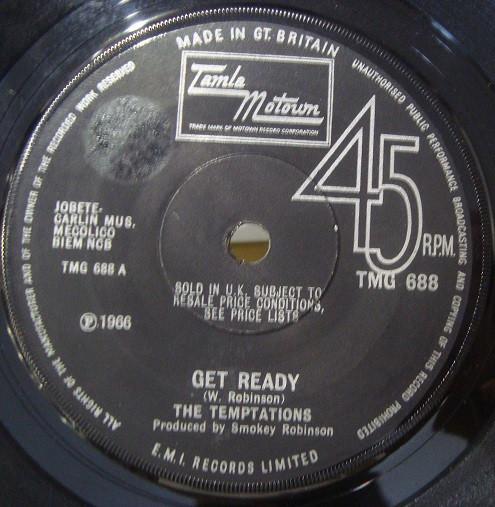 MADE IN GT. BRITAIN
UNAUTHORISED PUBLIC PERFORMANCE BROADCASTING AND COPYING OF THIS RECORD PROHIBITED
ALL RIGHTS OF THE MANUFACTURER AND OF THE OWNER OF THE RECORDED WORK RESERVED
Tamla
Motown
TRADE MARK OF MOTOWN RECORD CORPORATION
45
R.P.M.
JOBETE-
CARLIN MUS.
MECOLICO
BIEM NCB
TMG 688 A
TMG 688
SOLD IN U.K. SUBJECT TO
RESALE PRICE CONDITIONS,
SEE PRICE LISTS
Ⓟ1966
GET READY
(W. Robinson)
THE TEMPTATIONS
Produced by Smokey Robinson
E.M.I. RECORDS LIMITED